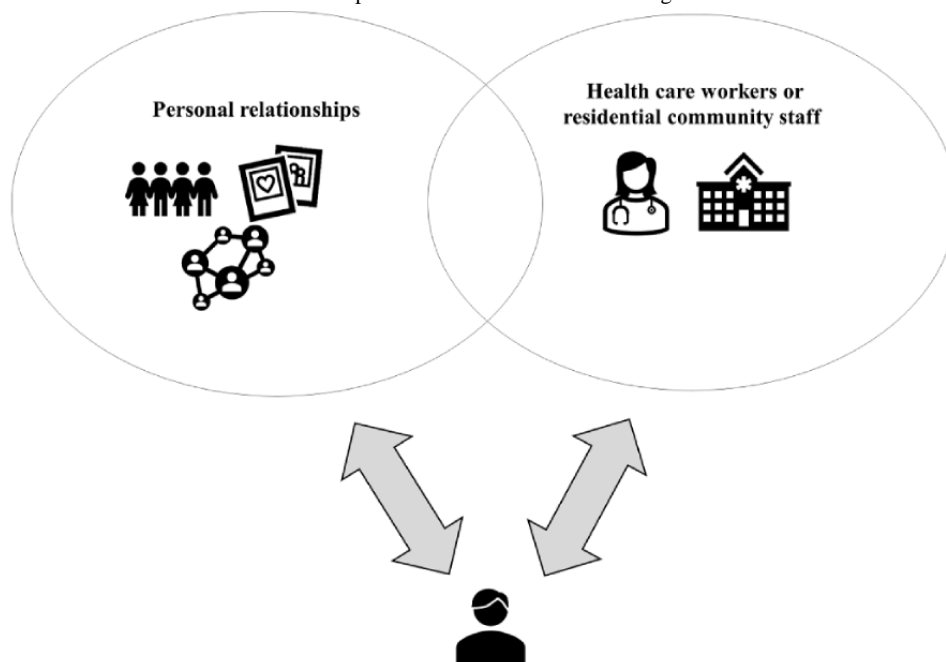 Personal relationships
Health care workers or
residential community staff